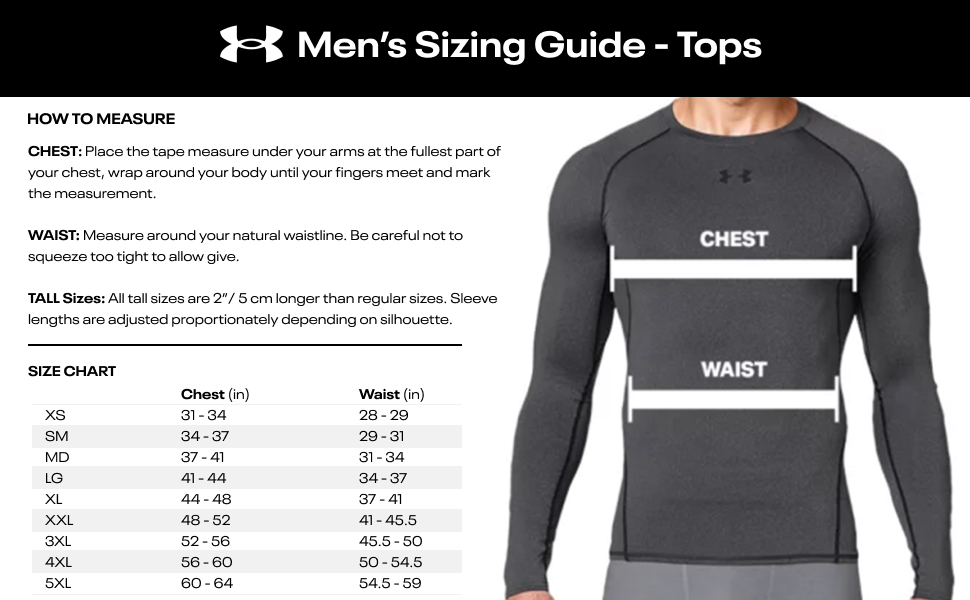 Men's Sizing Guide - Tops
HOW TO MEASURE
CHEST: Place the tape measure under your arms at the fullest part of
your chest, wrap around your body until your fingers meet and mark
the measurement.
WAIST: Measure around your natural waistline. Be careful not to
squeeze too tight to allow give.
TALL Sizes: All tall sizes are 2"/ 5 cm longer than regular sizes. Sleeve
lengths are adjusted proportionately depending on silhouette.
SIZE CHART
Chest (in) Waist (in)
XS 31 - 34 28 - 29
SM 34 - 37 29 - 31
MD 37 - 41 31 - 34
LG 41 - 44 34 - 37
XL 44 - 48 37 - 41
XXL 48 - 52 41 - 45.5
3XL 52 - 56 45.5 - 50
4XL 56 - 60 50 - 54.5
5XL 60 - 64 54.5 - 59
CHEST
WAIST